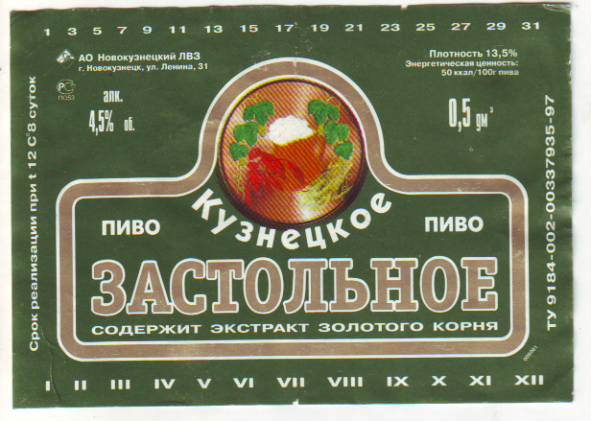 1 3 5 7 9 11 13 15 17 19 21 23 25 27 29 31
АО Новокузнецкий ЛВЗ
г. Новокузнецк, ул. Ленина, 31
Плотность 13,5%
Энергетическая ценность:
50 ккал/100г пива
алк.
4,5% об.
0,5 дм³
Срок реализации при t 12 C°8 суток
Кузнецкое
ПИВО
ПИВО
ЗАСТОЛЬНОЕ
СОДЕРЖИТ ЭКСТРАКТ ЗОЛОТОГО КОРНЯ
ТУ 9184-002-00337935-97
I II III IV V VI VII VIII IX X XI XII